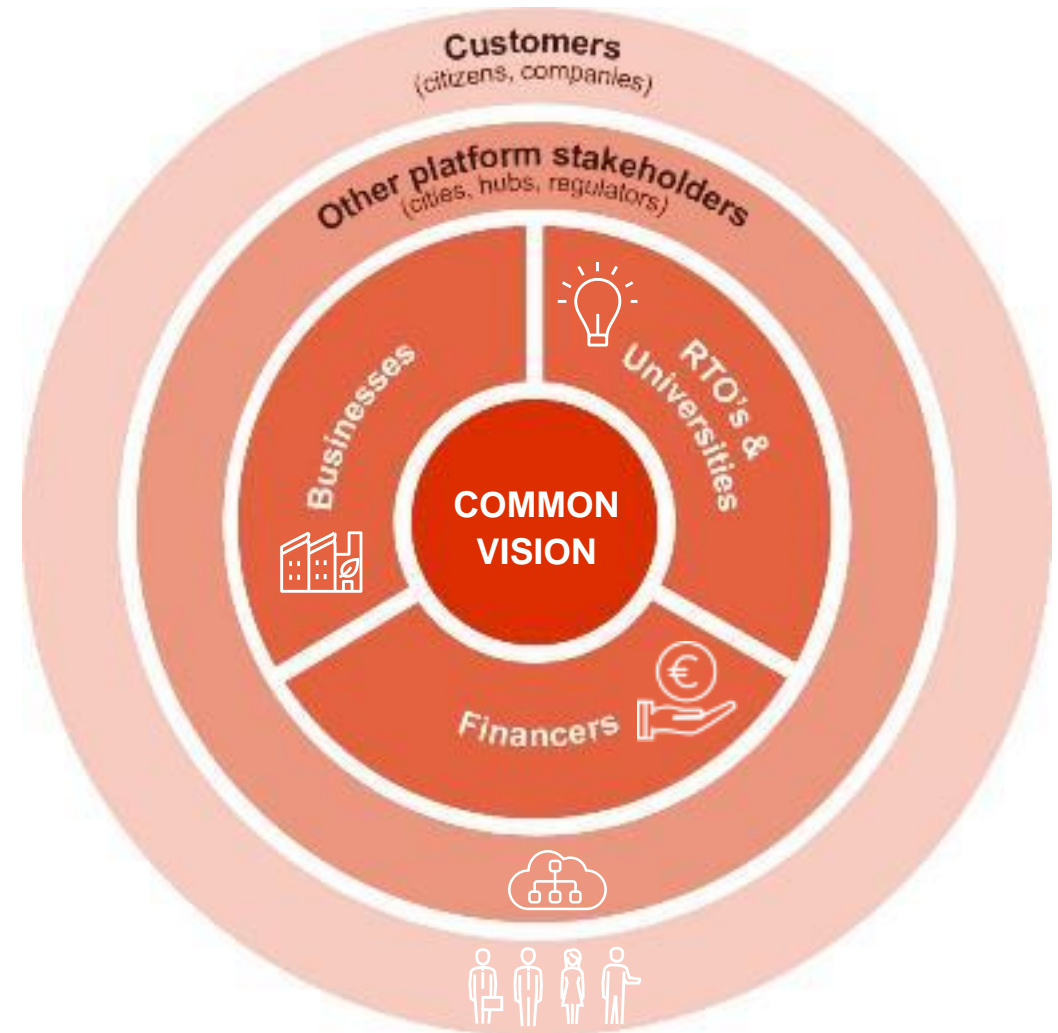 Customers
(citizens, companies)
Other platform stakeholders
(cities, hubs, regulators)
Businesses
RTO's &
Universities
COMMON
VISION
Financers
€